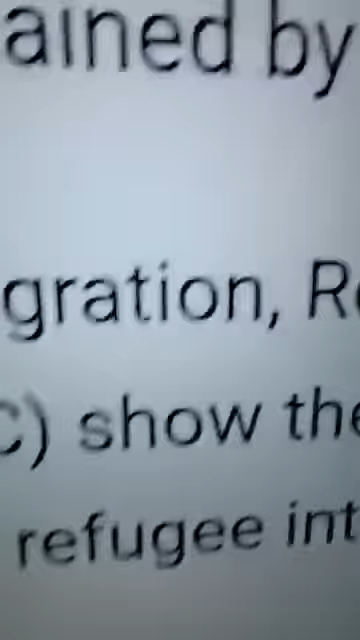 ained by
gration, R
C) show the
refugee int